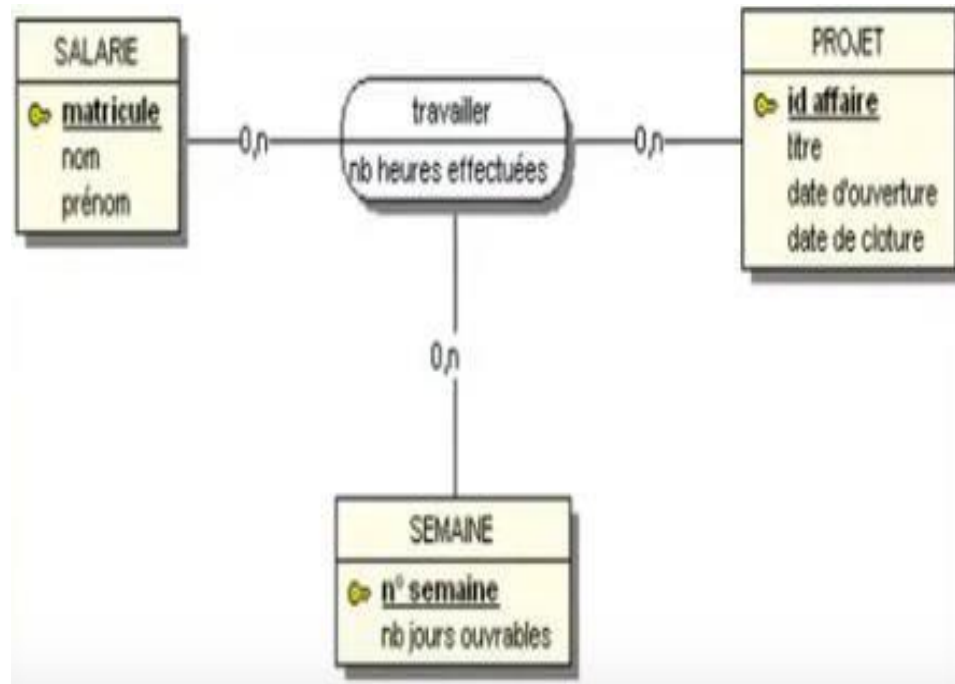 SALARIE
matricule
nom
prénom
0,n
travailler
nb heures effectuées
0,n
PROJET
id affaire
titre
date d'ouverture
date de cloture
0,n
SEMAINE
n° semaine
nb jours ouvrables